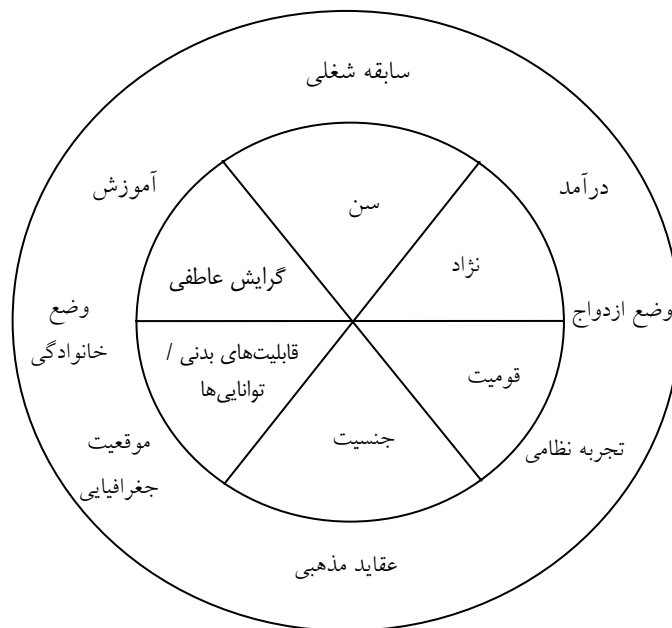 سابقه شغلی
درآمد
آموزش
سن
نژاد
گرایش عاطفی
وضع
خانوادگی
وضع ازدواج
قابلیت‌های بدنی /
توانایی‌ها
قومیت
جنسیت
تجربه نظامی
موقعیت
جغرافیایی
عقاید مذهبی